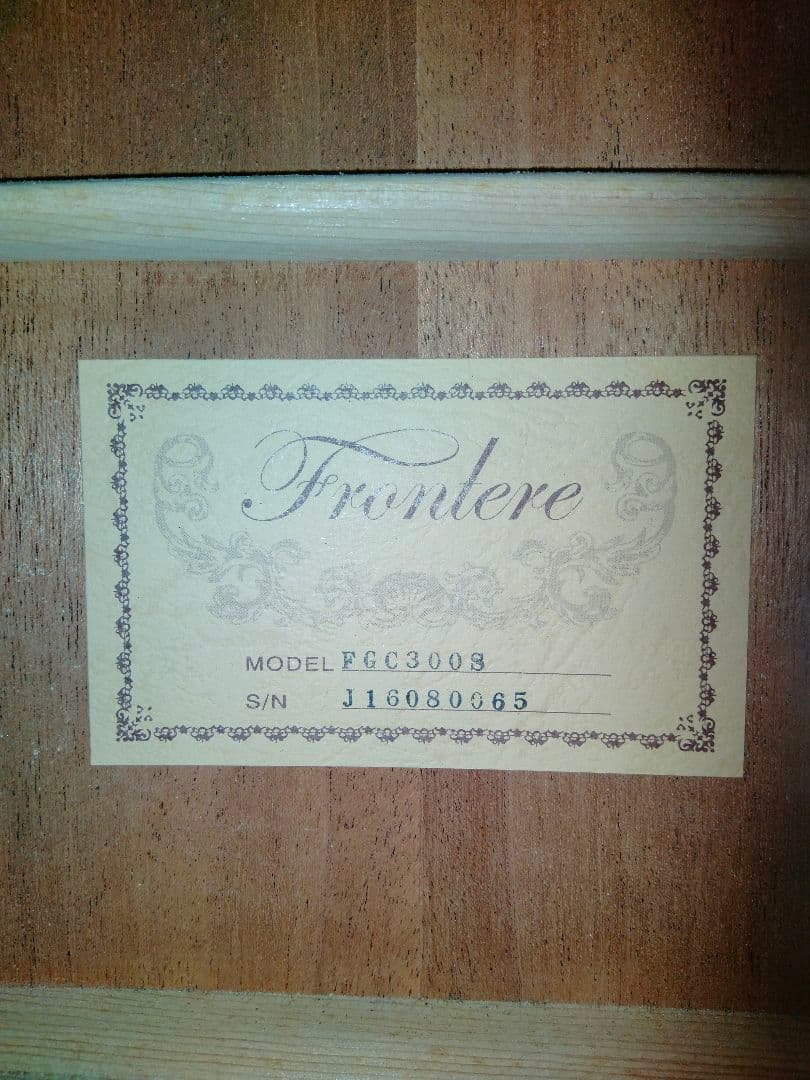 Frontere
MODEL FGC300S
S/N J16080065